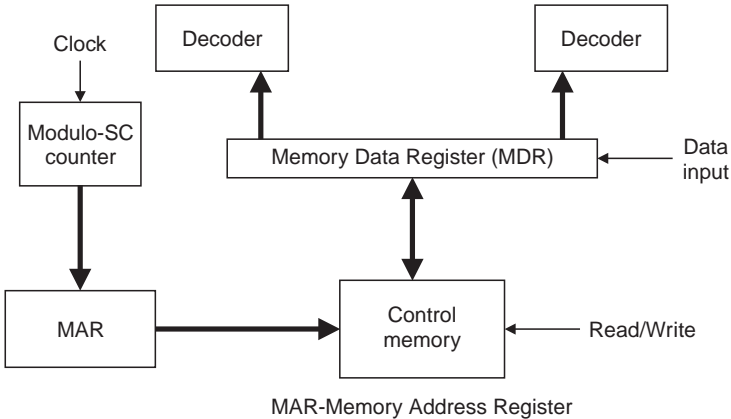 Decoder
Decoder
Clock
Modulo-SC
counter
Memory Data Register (MDR)
Data
input
MAR
Control
memory
Read/Write
MAR-Memory Address Register